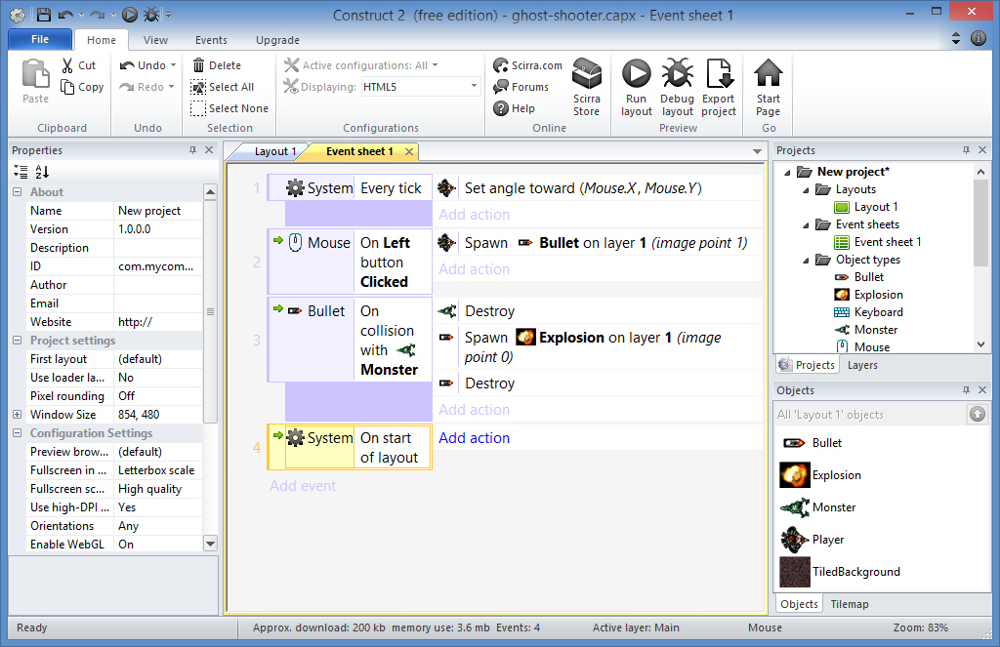 Construct 2 (free edition) - ghost-shooter.capx - Event sheet 1
File Home View Events Upgrade
Paste
Cut
Copy
Clipboard
Undo
Redo
Undo
Delete
Select All
Select None
Selection
Active configurations: All
Displaying: HTML5
Configurations
Scirra.com
Forums
Help
Scirra Store
Online
Run layout
Debug layout
Export project
Preview
Start Page
Go
Properties
About
Name New project
Version 1.0.0.0
Description
ID com.mycom...
Author
Email
Website http://
Project settings
First layout (default)
Use loader la... No
Pixel rounding Off
Window Size 854, 480
Configuration Settings
Preview brow... (default)
Fullscreen in ... Letterbox scale
Fullscreen sc... High quality
Use high-DPI ... Yes
Orientations Any
Enable WebGL On
Layout 1 Event sheet 1
1 System Every tick Set angle toward (Mouse.X, Mouse.Y)
Add action
2 Mouse On Left button Clicked
Spawn Bullet on layer 1 (image point 1)
Add action
3 Bullet On collision with Monster
Destroy
Spawn Explosion on layer 1 (image
point 0)
Destroy
Add action
4 System On start of layout
Add action
Add event
Projects
New project*
Layouts
Layout 1
Event sheets
Event sheet 1
Object types
Bullet
Explosion
Keyboard
Monster
Mouse
Projects Layers
Objects
All 'Layout 1' objects
Bullet
Explosion
Monster
Player
TiledBackground
Objects Tilemap
Ready Approx. download: 200 kb memory use: 3.6 mb Events: 4 Active layer: Main Mouse Zoom: 83%